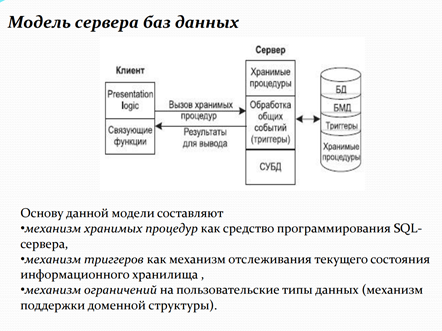 Модель сервера баз данных
Сервер
Клиент
Presentation
logic
Связующие
функции
Вызов хранимых
процедур
Результаты
для вывода
Хранимые
процедуры
Обработка
общих
событий
(триггеры)
СУБД
БД
БМД
Триггеры
Хранимые
процедуры
Основу данной модели составляют
•механизм хранимых процедур как средство программирования SQL-
сервера,
•механизм триггеров как механизм отслеживания текущего состояния
информационного хранилища ,
•механизм ограничений на пользовательские типы данных (механизм
поддержки доменной структуры).